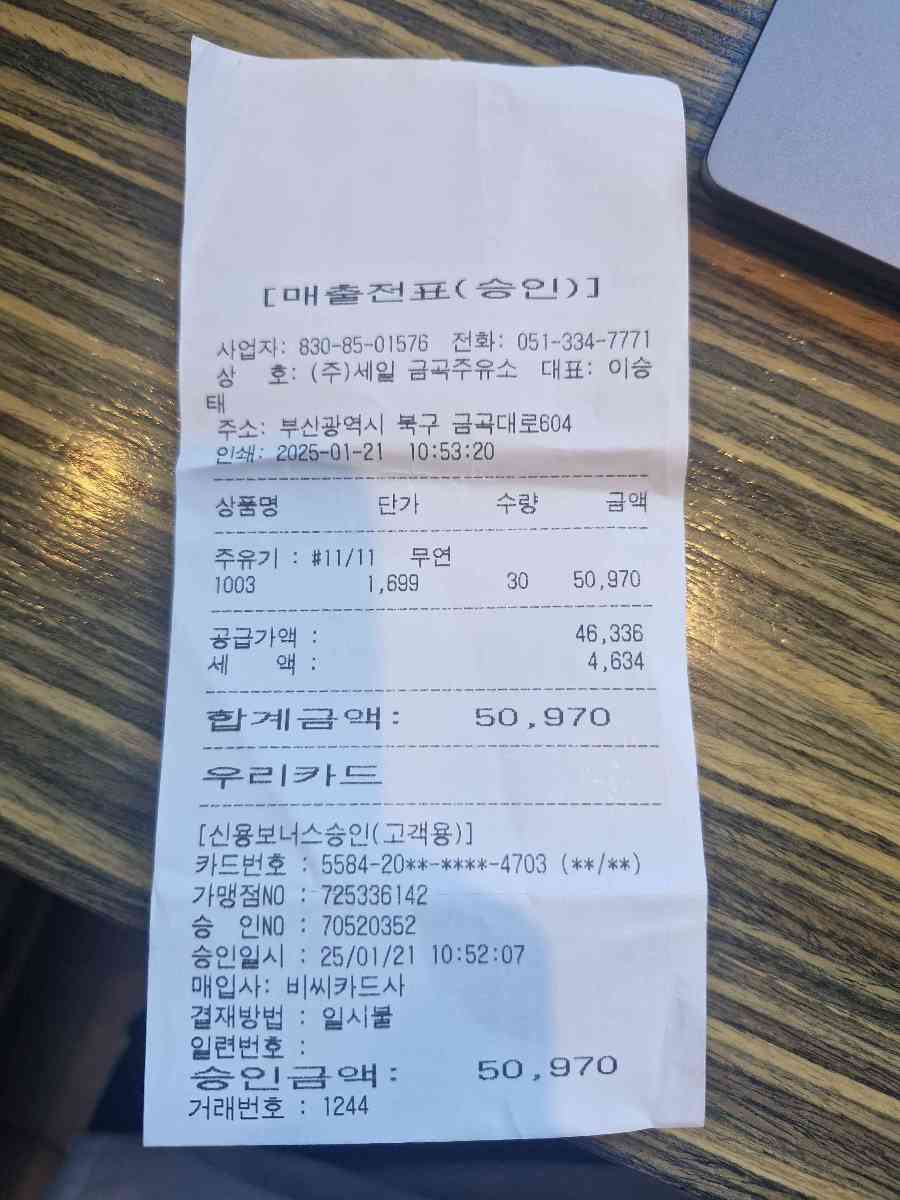 [매출전표(승인)]
사업자: 830-85-01576 전화: 051-334-7771
상 호: (주)세일 금곡주유소 대표: 이승
태
주소: 부산광역시 북구 금곡대로604
인쇄: 2025-01-21 10:53:20
상품명 단가 수량 금액
주유기 : #11/11 무연
1003 1,699 30 50,970
공급가액 : 46,336
세 액 : 4,634
합계금액: 50,970
우리카드
[신용보너스승인(고객용)]
카드번호 : 5584-20**-****-4703 (**/**)
가맹점NO : 725336142
승 인NO : 70520352
승인일시 : 25/01/21 10:52:07
매입사: 비씨카드사
결재방법 : 일시불
일련번호 :
승인금액: 50,970
거래번호 : 1244